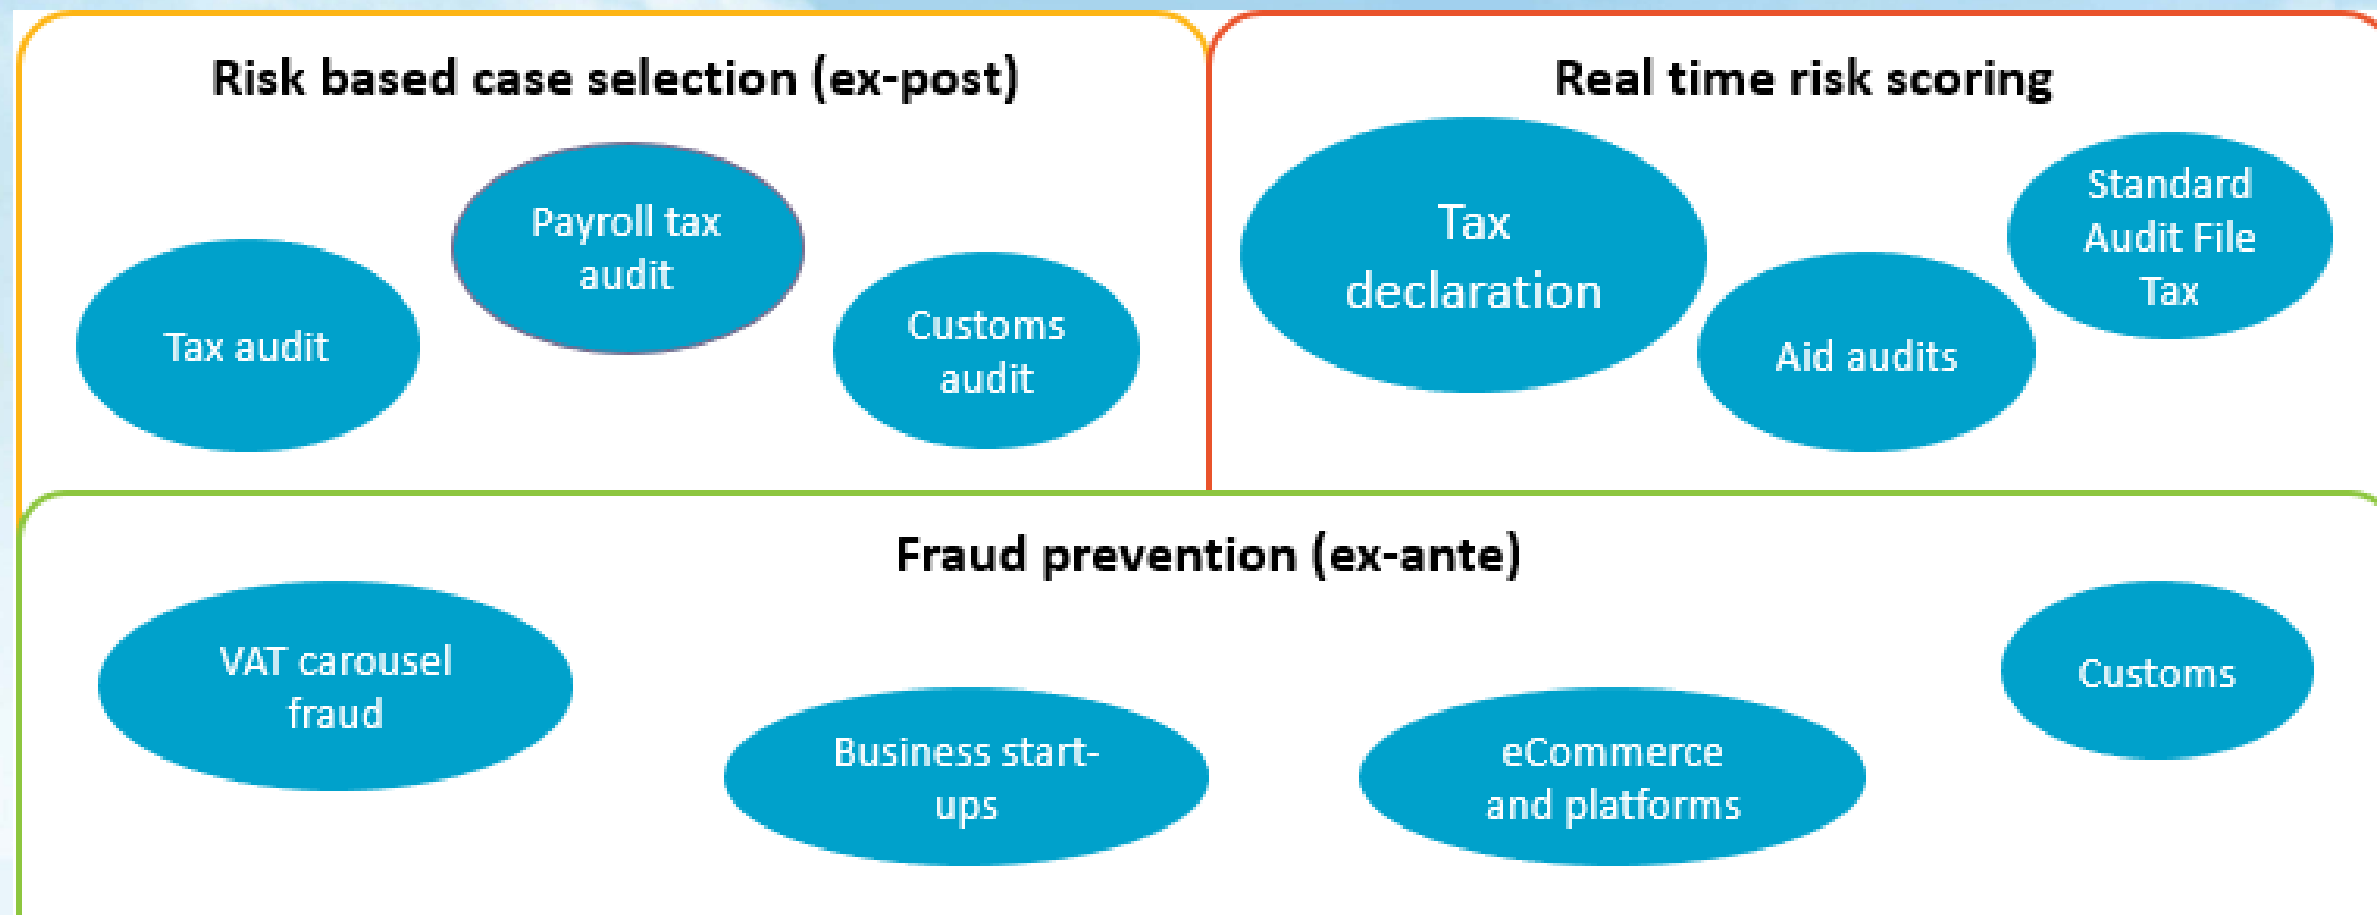 Risk based case selection (ex-post)
Payroll tax
audit
Tax audit
Customs
audit
Real time risk scoring
Tax
declaration
Standard
Audit File
Tax
Aid audits
Fraud prevention (ex-ante)
VAT carousel
fraud
Business start-
ups
eCommerce
and platforms
Customs